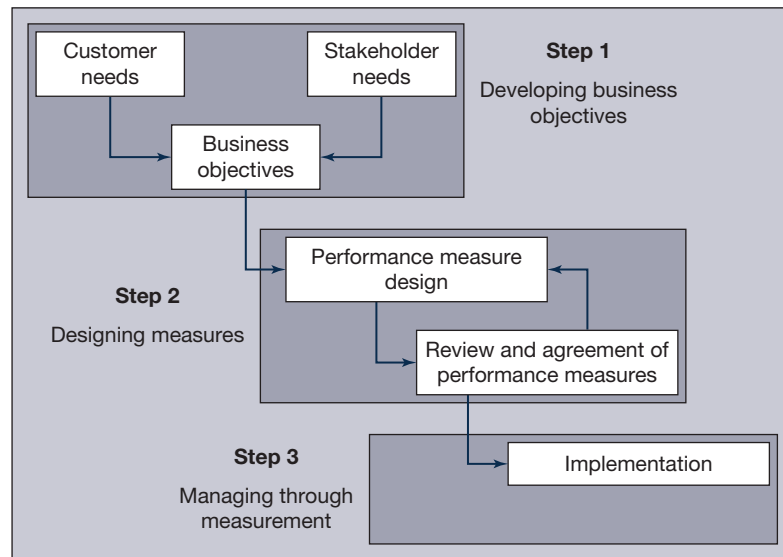 Customer
needs
Stakeholder
needs
Step 1
Developing business
objectives
Business
objectives
Performance measure
design
Step 2
Designing measures
Review and agreement of
performance measures
Step 3
Managing through
measurement
Implementation